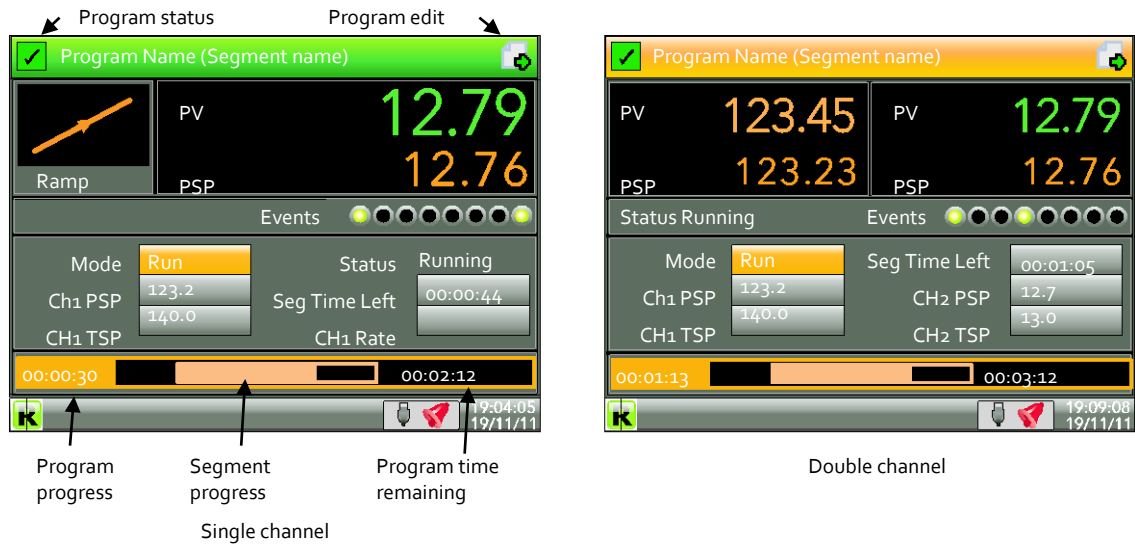 Program status
Program edit
Program Name (Segment name)
PV
12.79
Ramp
PSP
12.76
Events
Mode
Run
Status
Running
Ch1 PSP
123.2
Seg Time Left
00:00:44
CH1 TSP
140.0
CH1 Rate
00:00:30
00:02:12
K
19:04:05
19/11/11
Program
progress
Segment
progress
Program time
remaining
Single channel
Program Name (Segment name)
PV
123.45
PV
12.79
PSP
123.23
PSP
12.76
Status Running
Events
Mode
Run
Seg Time Left
00:01:05
Ch1 PSP
123.2
CH2 PSP
12.7
CH1 TSP
140.0
CH2 TSP
13.0
00:01:13
00:03:12
K
19:09:08
19/11/11
Double channel